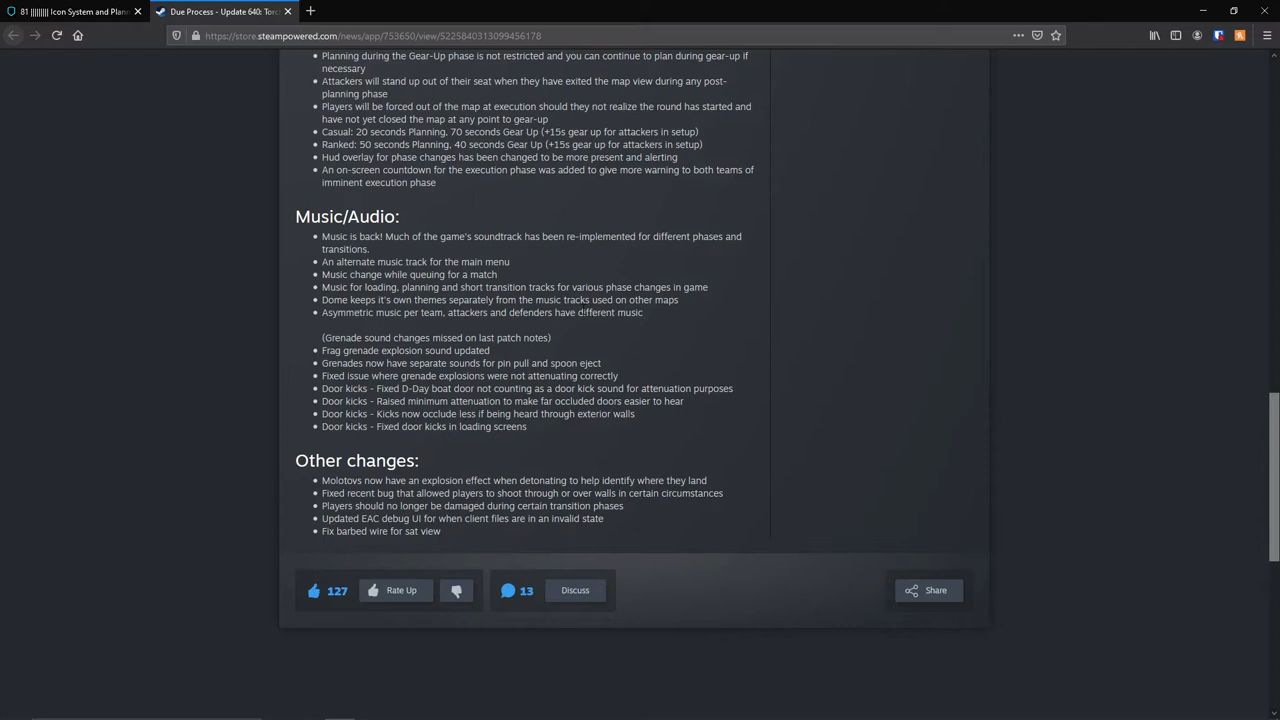 81 ||||||||| Icon System and Plann
Due Process - Update 640: Torc
https://store.steampowered.com/news/app/753650/view/5225840313099456178
Planning during the Gear-Up phase is not restricted and you can continue to plan during gear-up if
necessary
Attackers will stand up out of their seat when they have exited the map view during any post-
planning phase
Players will be forced out of the map at execution should they not realize the round has started and
have not yet closed the map at any point to gear-up
Casual: 20 seconds Planning, 70 seconds Gear Up (+15s gear up for attackers in setup)
Ranked: 50 seconds Planning, 40 seconds Gear Up (+15s gear up for attackers in setup)
Hud overlay for phase changes has been changed to be more present and alerting
An on-screen countdown for the execution phase was added to give more warning to both teams of
imminent execution phase
Music/Audio:
Music is back! Much of the game's soundtrack has been re-implemented for different phases and
transitions.
An alternate music track for the main menu
Music change while queuing for a match
Music for loading, planning and short transition tracks for various phase changes in game
Dome keeps it's own themes separately from the music tracks used on other maps
Asymmetric music per team, attackers and defenders have different music
(Grenade sound changes missed on last patch notes)
Frag grenade explosion sound updated
Grenades now have separate sounds for pin pull and spoon eject
Fixed issue where grenade explosions were not attenuating correctly
Door kicks - Fixed D-Day boat door not counting as a door kick sound for attenuation purposes
Door kicks - Raised minimum attenuation to make far occluded doors easier to hear
Door kicks - Kicks now occlude less if being heard through exterior walls
Door kicks - Fixed door kicks in loading screens
Other changes:
Molotovs now have an explosion effect when detonating to help identify where they land
Fixed recent bug that allowed players to shoot through or over walls in certain circumstances
Players should no longer be damaged during certain transition phases
Updated EAC debug UI for when client files are in an invalid state
Fix barbed wire for sat view
127 Rate Up 13 Discuss Share